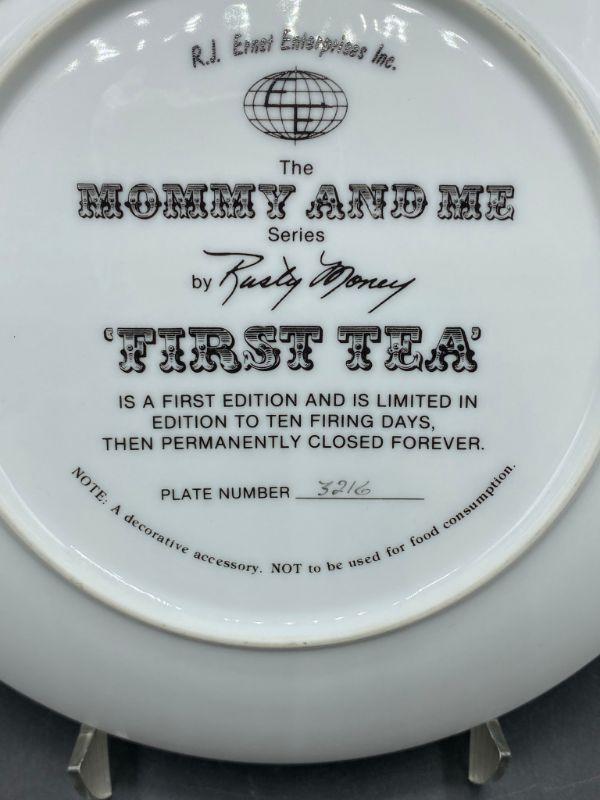 R.J. Ernst Enterprises Inc.
E E
The
MOMMY AND ME
Series
by Rusty Money
'FIRST TEA'
IS A FIRST EDITION AND IS LIMITED IN
EDITION TO TEN FIRING DAYS,
THEN PERMANENTLY CLOSED FOREVER.
PLATE NUMBER 3216
NOTE: A decorative accessory. NOT to be used for food consumption.